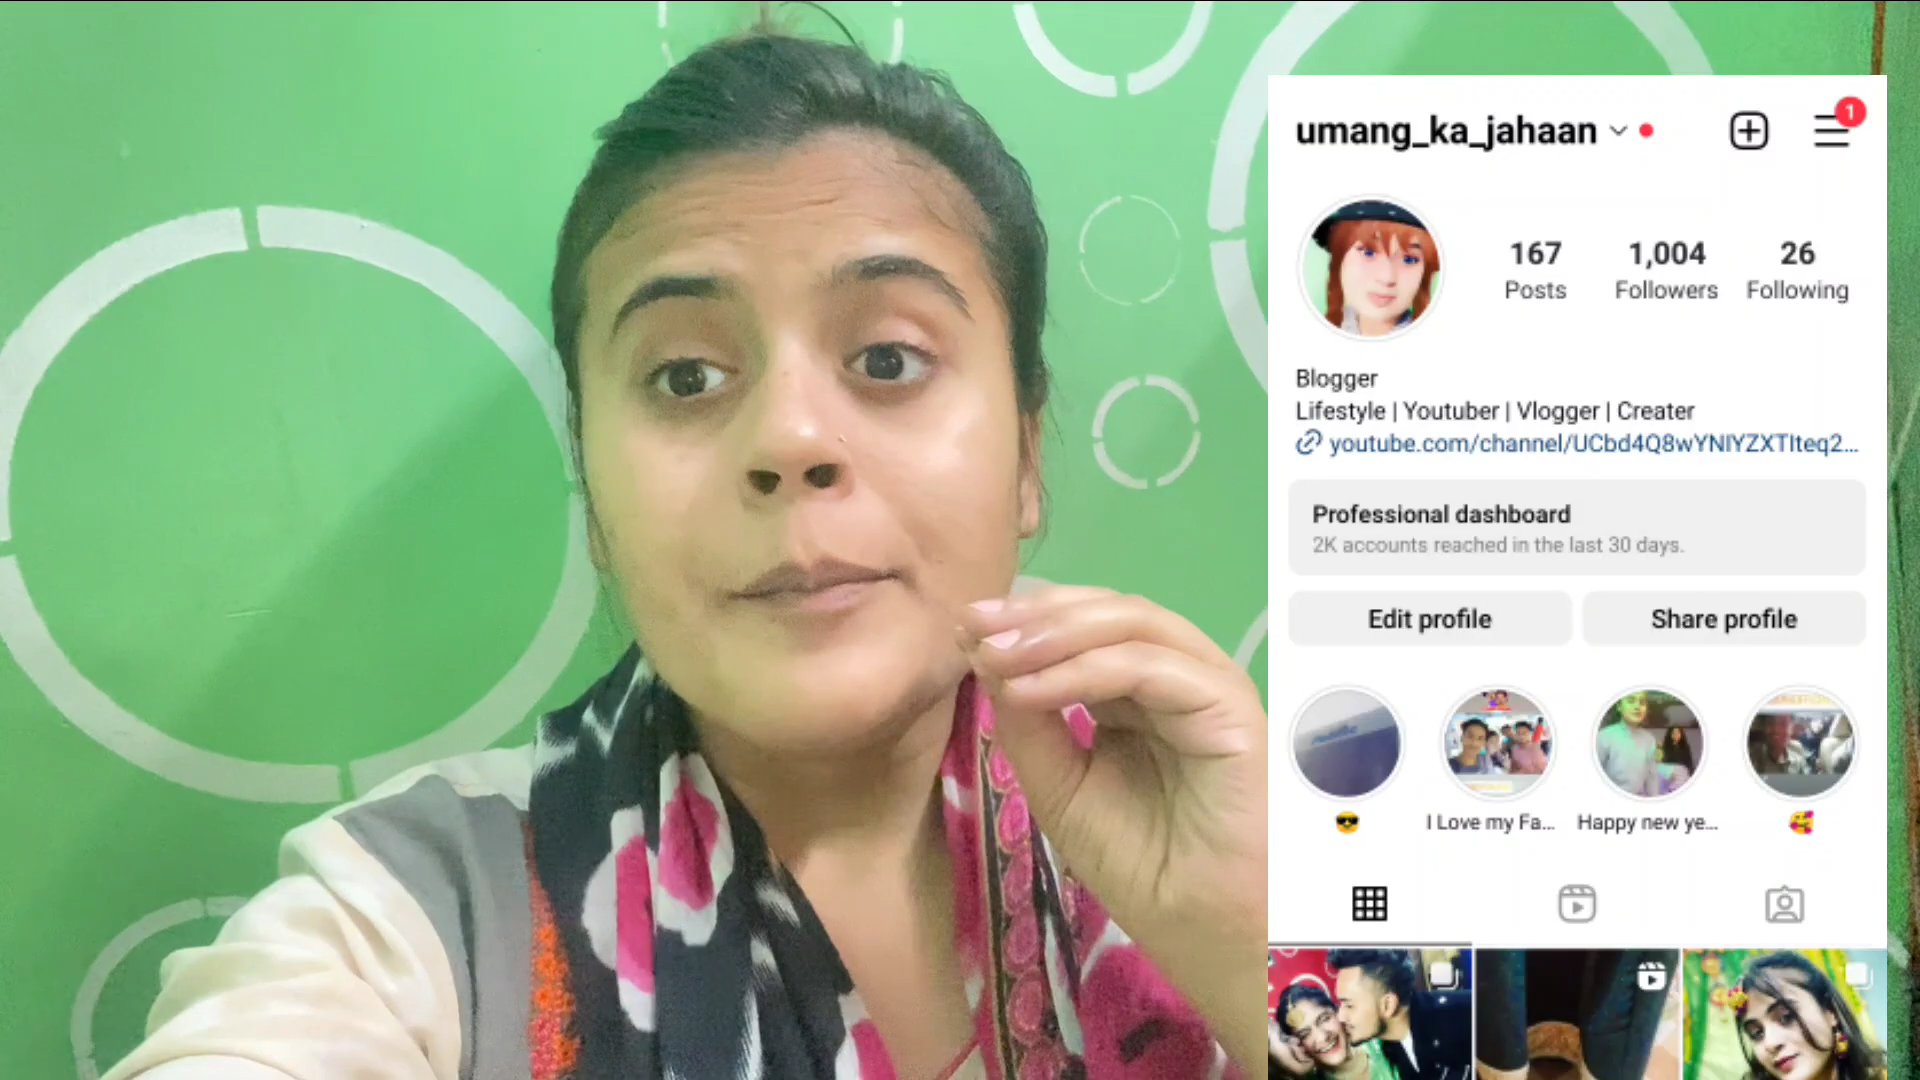 umang_ka_jahaan
1
167
1,004
26
Posts
Followers
Following
Blogger
Lifestyle | Youtuber | Vlogger | Creater
youtube.com/channel/UCbd4Q8wYNIYZXTIteq2...
Professional dashboard
2K accounts reached in the last 30 days.
Edit profile
Share profile
😎
I Love my Fa...
Happy new ye...
🥰